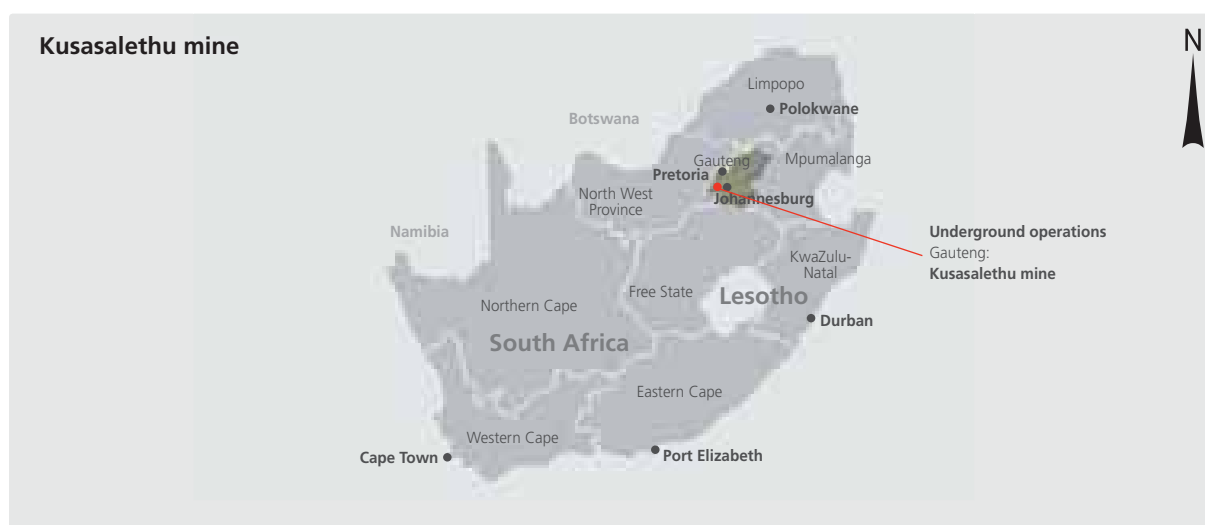 Kusasalethu mine
N
Limpopo
Polokwane
Botswana
Gauteng
Mpumalanga
Pretoria
North West
Province
Johannesburg
Namibia
Underground operations
Gauteng:
Kusasalethu mine
KwaZulu-
Natal
Free State
Lesotho
Northern Cape
Durban
South Africa
Eastern Cape
Western Cape
Cape Town
Port Elizabeth